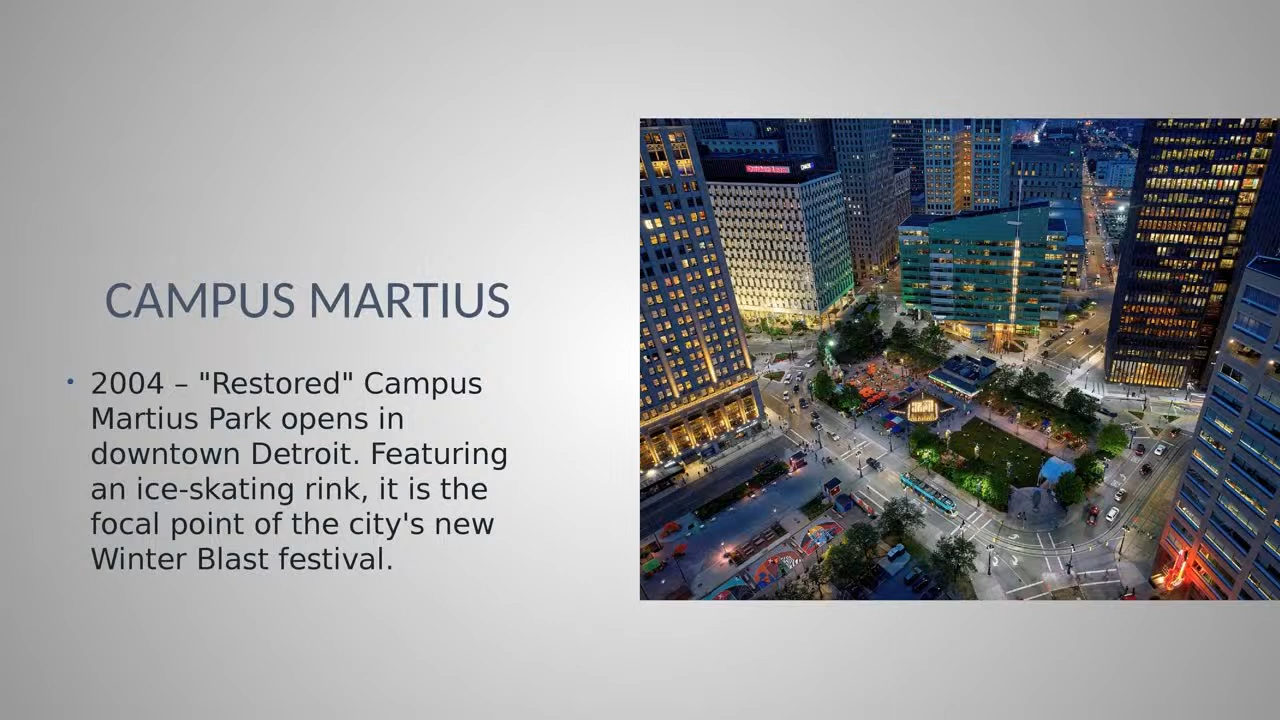 CAMPUS MARTIUS
• 2004 – "Restored" Campus
Martius Park opens in
downtown Detroit. Featuring
an ice-skating rink, it is the
focal point of the city's new
Winter Blast festival.